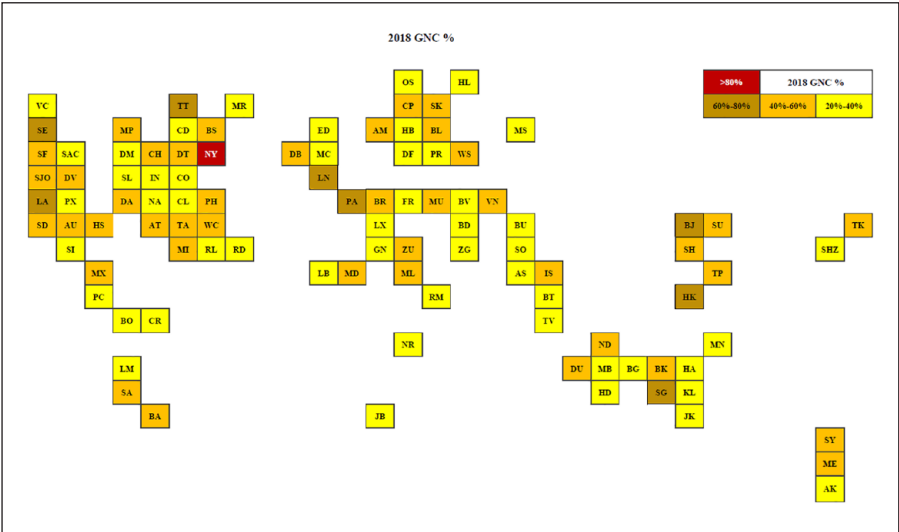 2018 GNC %
OS HL
>80% 2018 GNC %
VC TT MR CP SK 60%-80% 40%-60% 20%-40%
SE MP CD BS ED AM HB BL MS
SF SAC DM CH DT NY DB MC DF PR WS
SJO DV SL IN CO LN
LA PX DA NA CL PH PA BR FR MU BV VN
SD AU HS AT TA WC LX BD BU BJ SU TK
SI MI RL RD GN ZU ZG SO SH SHZ
MX LB MD ML AS IS TP
PC RM BT HK
BO CR TV
NR ND MN
LM DU MB BG BK HA
SA HD SG KL
BA JB JK
SY
ME
AK